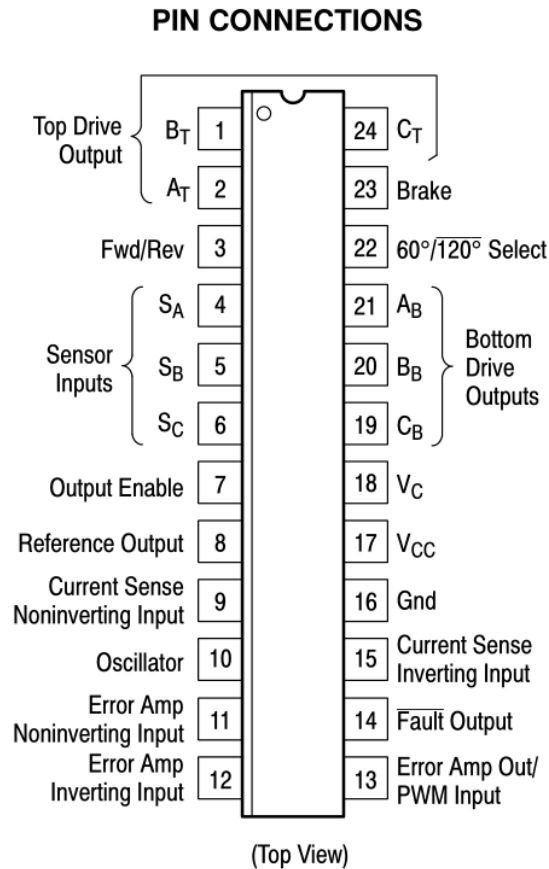 PIN CONNECTIONS
Top Drive
Output
B_T 1
A_T 2
Fwd/Rev 3
Sensor
Inputs
S_A 4
S_B 5
S_C 6
Output Enable 7
Reference Output 8
Current Sense
Noninverting Input 9
Oscillator 10
Error Amp
Noninverting Input 11
Error Amp
Inverting Input 12
24 C_T
23 Brake
22 60°/1̅2̅0̅°̅ Select
21 A_B
20 B_B
19 C_B
Bottom
Drive
Outputs
18 V_C
17 V_CC
16 Gnd
15 Current Sense
Inverting Input
14 F̅a̅u̅l̅t̅ Output
13 Error Amp Out/
PWM Input
(Top View)